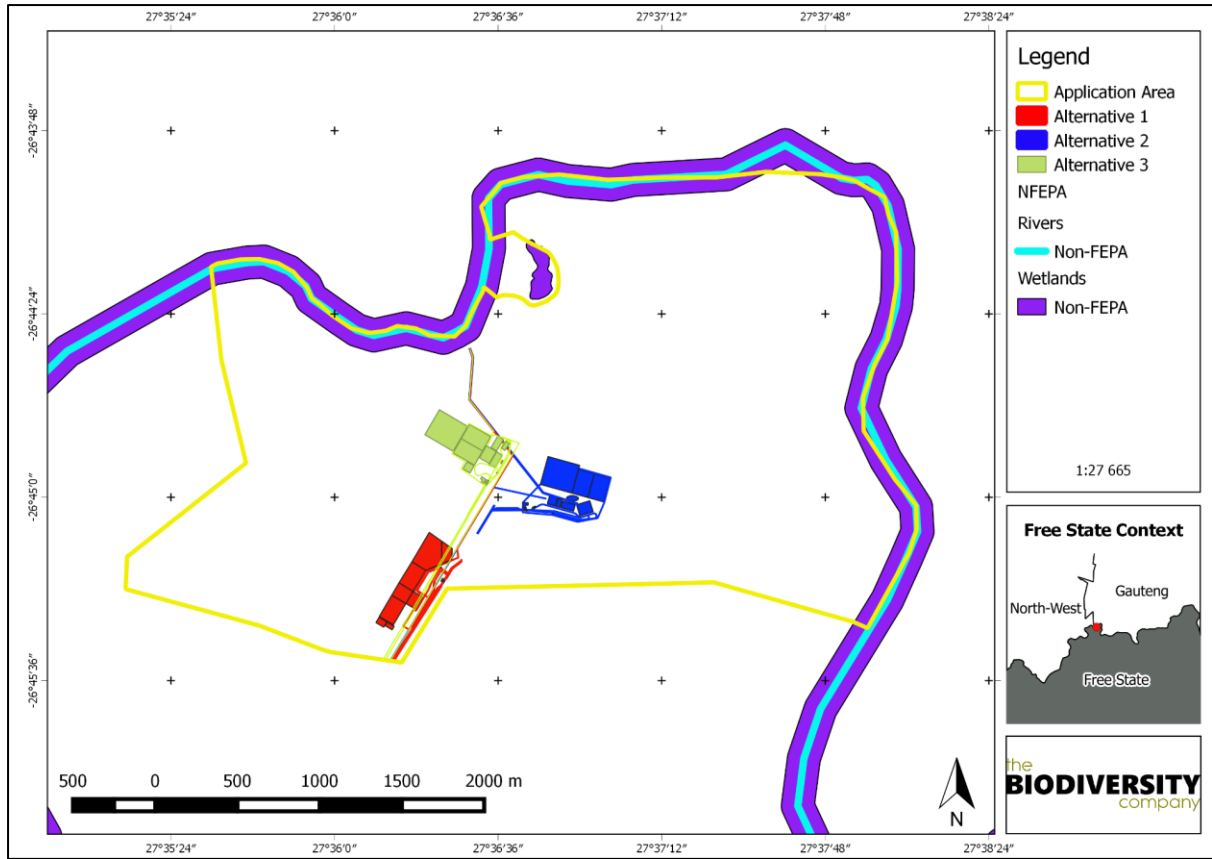 27°35′24″ 27°36′0″ 27°36′36″ 27°37′12″ 27°37′48″ 27°38′24″
-26°43′48″
-26°44′24″
-26°45′0″
-26°45′36″
500 0 500 1000 1500 2000 m
N
27°35′24″ 27°36′0″ 27°36′36″ 27°37′12″ 27°37′48″ 27°38′24″
Legend
Application Area
Alternative 1
Alternative 2
Alternative 3
NFEPA
Rivers
Non-FEPA
Wetlands
Non-FEPA
1:27 665
Free State Context
North-West
Gauteng
Free State
the
BIODIVERSITY
company